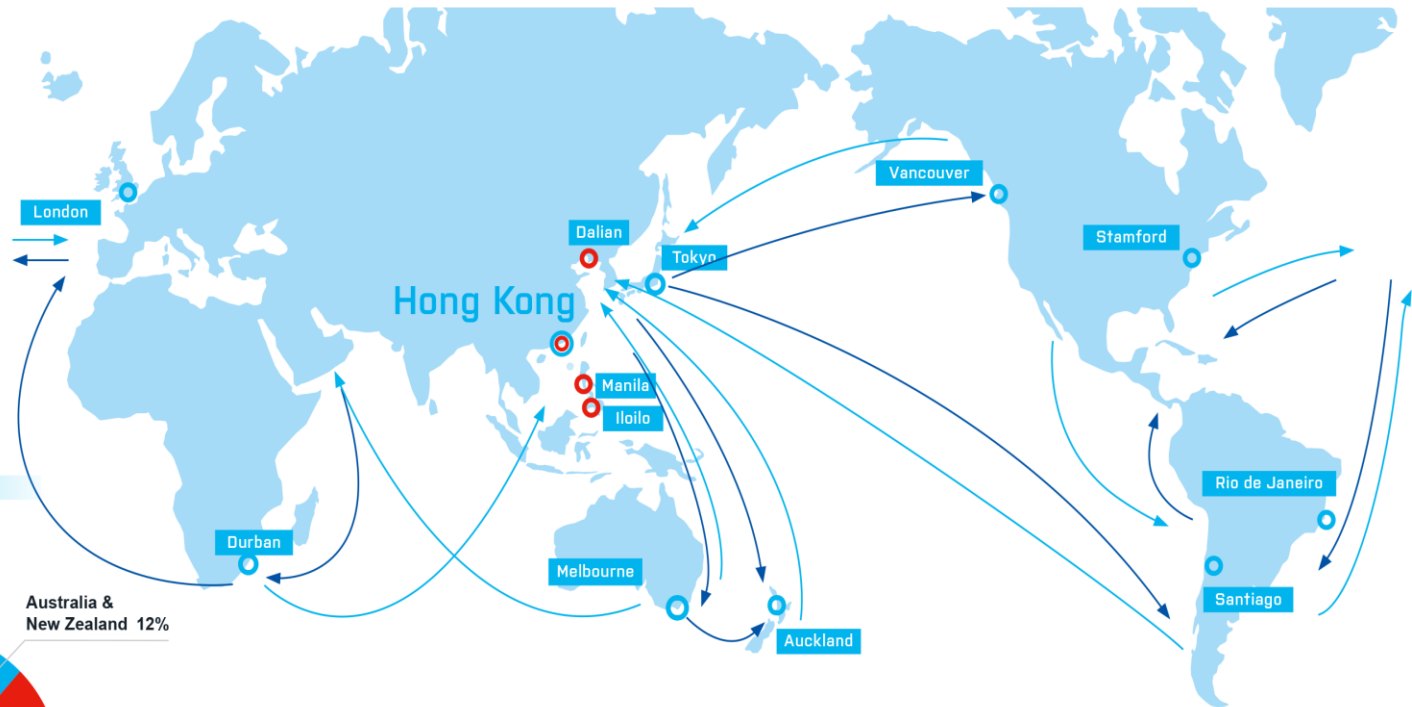 London
Vancouver
Stamford
Dalian
Tokyo
Hong Kong
Manila
Iloilo
Rio de Janeiro
Durban
Melbourne
Santiago
Auckland
Australia &
New Zealand 12%